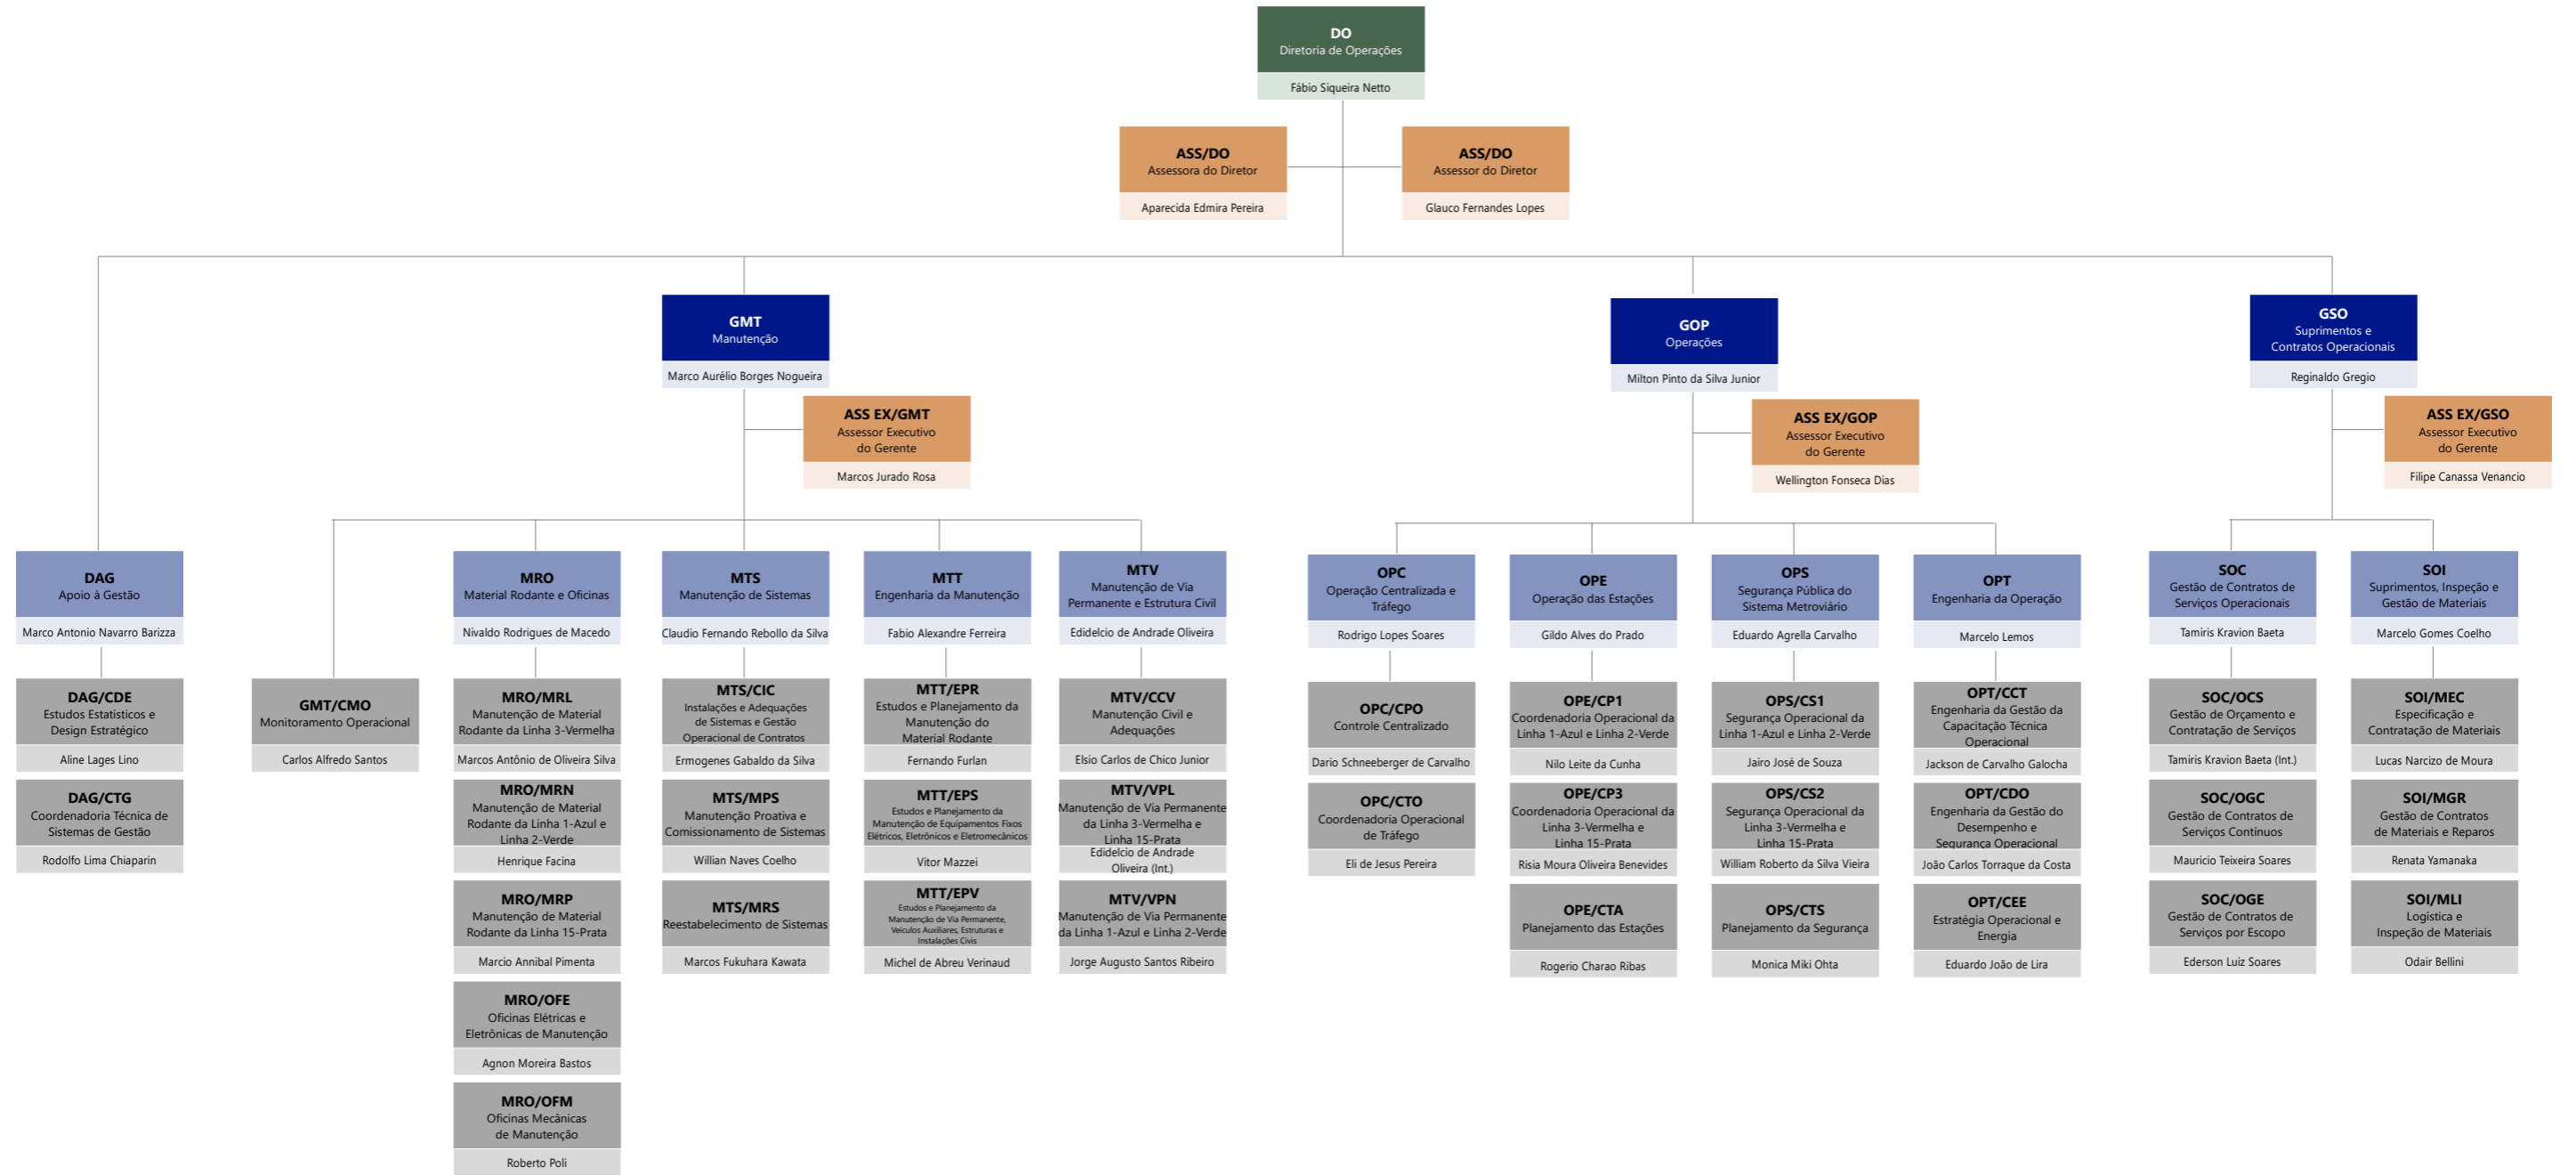 DO
Diretoria de Operações
Fábio Siqueira Netto
ASS/DO
Assessora do Diretor
Aparecida Edmira Pereira
ASS/DO
Assessor do Diretor
Glauco Fernandes Lopes
GMT
Manutenção
Marco Aurélio Borges Nogueira
ASS EX/GMT
Assessor Executivo
do Gerente
Marcos Jurado Rosa
GOP
Operações
Milton Pinto da Silva Junior
ASS EX/GOP
Assessor Executivo
do Gerente
Wellington Fonseca Dias
GSO
Suprimentos e
Contratos Operacionais
Reginaldo Gregio
ASS EX/GSO
Assessor Executivo
do Gerente
Filipe Canassa Venancio
DAG
Apoio à Gestão
Marco Antonio Navarro Barizza
DAG/CDE
Estudos Estatísticos e
Design Estratégico
Aline Lages Lino
DAG/CTG
Coordenadoria Técnica de
Sistemas de Gestão
Rodolfo Lima Chiaparin
GMT/CMO
Monitoramento Operacional
Carlos Alfredo Santos
MRO
Material Rodante e Oficinas
Nivaldo Rodrigues de Macedo
MRO/MRL
Manutenção de Material
Rodante da Linha 3-Vermelha
Marcos Antônio de Oliveira Silva
MRO/MRN
Manutenção de Material
Rodante da Linha 1-Azul e
Linha 2-Verde
Henrique Facina
MRO/MRP
Manutenção de Material
Rodante da Linha 15-Prata
Marcio Annibal Pimenta
MRO/OFE
Oficinas Elétricas e
Eletrônicas de Manutenção
Agnon Moreira Bastos
MRO/OFM
Oficinas Mecânicas
de Manutenção
Roberto Poli
MTS
Manutenção de Sistemas
Claudio Fernando Rebollo da Silva
MTS/CIC
Instalações e Adequações
de Sistemas e Gestão
Operacional de Contratos
Ermogenes Gabaldo da Silva
MTS/MPS
Manutenção Proativa e
Comissionamento de Sistemas
Willian Naves Coelho
MTS/MRS
Reestabelecimento de Sistemas
Marcos Fukuhara Kawata
MTT
Engenharia da Manutenção
Fabio Alexandre Ferreira
MTT/EPR
Estudos e Planejamento da
Manutenção do
Material Rodante
Fernando Furlan
MTT/EPS
Estudos e Planejamento da
Manutenção de Equipamentos Fixos
Elétricos, Eletrônicos e Eletromecânicos
Vitor Mazzei
MTT/EPV
Estudos e Planejamento da
Manutenção de Via Permanente,
Veículos Auxiliares, Estruturas e
Instalações Civis
Michel de Abreu Verinaud
MTV
Manutenção de Via
Permanente e Estrutura Civil
Edidelcio de Andrade Oliveira
MTV/CCV
Manutenção Civil e
Adequações
Elsio Carlos de Chico Junior
MTV/VPL
Manutenção de Via Permanente
da Linha 3-Vermelha e
Linha 15-Prata
Edidelcio de Andrade
Oliveira (Int.)
MTV/VPN
Manutenção de Via Permanente
da Linha 1-Azul e Linha 2-Verde
Jorge Augusto Santos Ribeiro
OPC
Operação Centralizada e
Tráfego
Rodrigo Lopes Soares
OPC/CPO
Controle Centralizado
Dario Schneeberger de Carvalho
OPC/CTO
Coordenadoria Operacional
de Tráfego
Eli de Jesus Pereira
OPE
Operação das Estações
Gildo Alves do Prado
OPE/CP1
Coordenadoria Operacional da
Linha 1-Azul e Linha 2-Verde
Nilo Leite da Cunha
OPE/CP3
Coordenadoria Operacional da
Linha 3-Vermelha e
Linha 15-Prata
Risia Moura Oliveira Benevides
OPE/CTA
Planejamento das Estações
Rogerio Charao Ribas
OPS
Segurança Pública do
Sistema Metroviário
Eduardo Agrella Carvalho
OPS/CS1
Segurança Operacional da
Linha 1-Azul e Linha 2-Verde
Jairo José de Souza
OPS/CS2
Segurança Operacional da
Linha 3-Vermelha e
Linha 15-Prata
William Roberto da Silva Vieira
OPS/CTS
Planejamento da Segurança
Monica Miki Ohta
OPT
Engenharia da Operação
Marcelo Lemos
OPT/CCT
Engenharia da Gestão da
Capacitação Técnica
Operacional
Jackson de Carvalho Galocha
OPT/CDO
Engenharia da Gestão do
Desempenho e
Segurança Operacional
João Carlos Torraque da Costa
OPT/CEE
Estratégia Operacional e
Energia
Eduardo João de Lira
SOC
Gestão de Contratos de
Serviços Operacionais
Tamiris Kravion Baeta
SOC/OCS
Gestão de Orçamento e
Contratação de Serviços
Tamiris Kravion Baeta (Int.)
SOC/OGC
Gestão de Contratos de
Serviços Contínuos
Mauricio Teixeira Soares
SOC/OGE
Gestão de Contratos de
Serviços por Escopo
Ederson Luiz Soares
SOI
Suprimentos, Inspeção e
Gestão de Materiais
Marcelo Gomes Coelho
SOI/MEC
Especificação e
Contratação de Materiais
Lucas Narcizo de Moura
SOI/MGR
Gestão de Contratos
de Materiais e Reparos
Renata Yamanaka
SOI/MLI
Logística e
Inspeção de Materiais
Odair Bellini